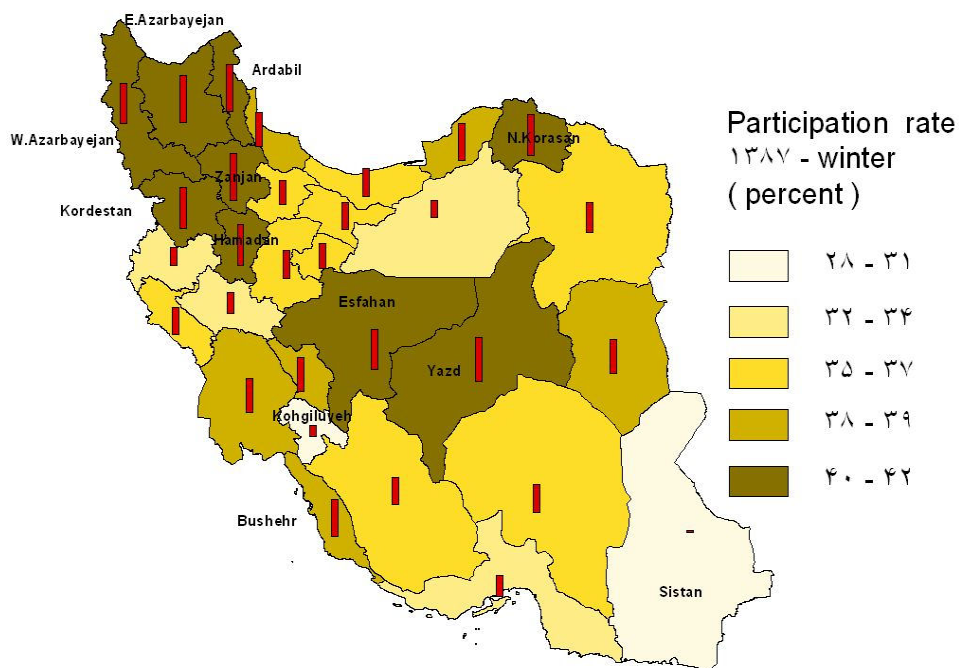 E.Azarbayejan
Ardabil
W.Azarbayejan
N.Korasan
Zanjan
Kordestan
Hamadan
Esfahan
Yazd
Kohgiluyeh
Bushehr
Sistan
Participation rate
۱۳۸۷ - winter
( percent )
۲۸ - ۳۱
۳۲ - ۳۴
۳۵ - ۳۷
۳۸ - ۳۹
۴۰ - ۴۲